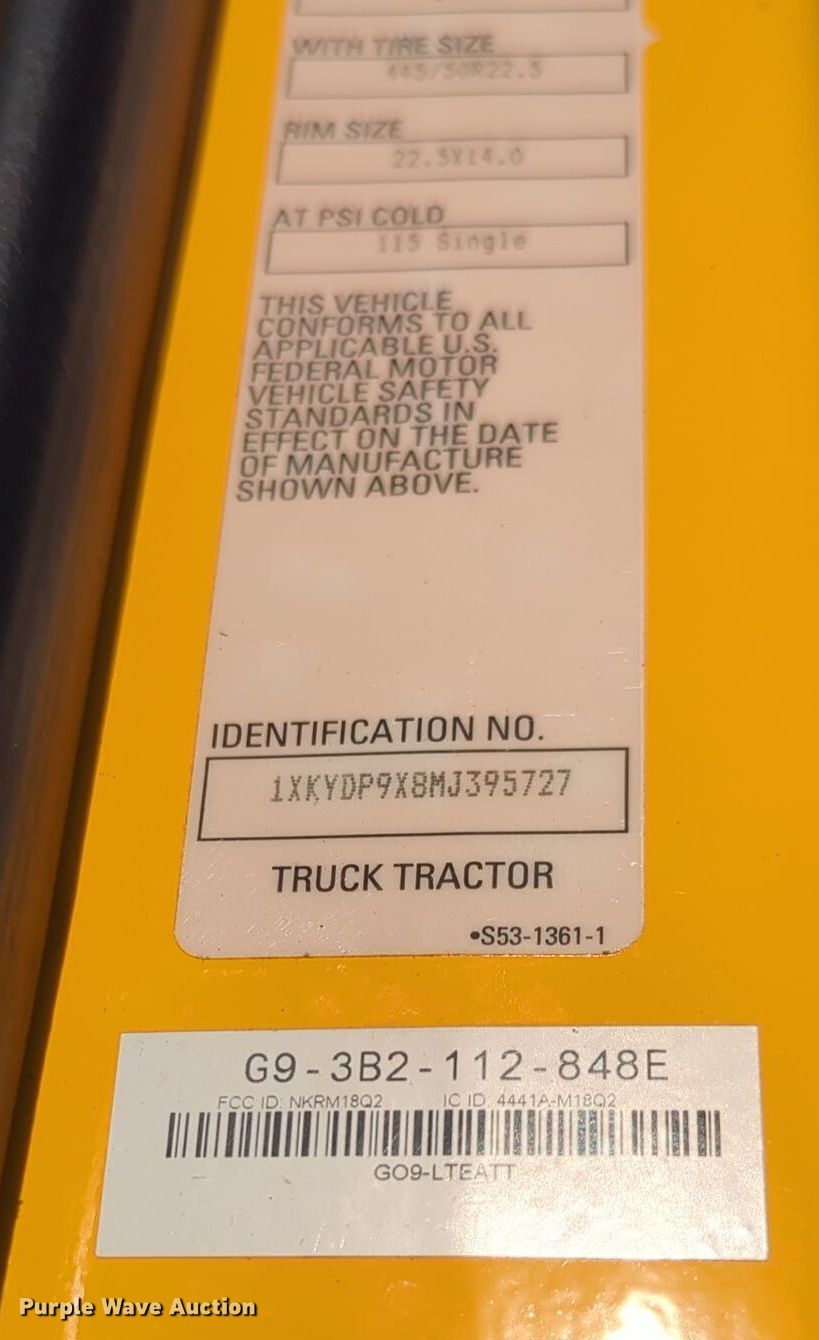 WITH TIRE SIZE
445/50R22.5
RIM SIZE
22.5X14.0
AT PSI COLD
115 Single
THIS VEHICLE
CONFORMS TO ALL
APPLICABLE U.S.
FEDERAL MOTOR
VEHICLE SAFETY
STANDARDS IN
EFFECT ON THE DATE
OF MANUFACTURE
SHOWN ABOVE.
IDENTIFICATION NO.
1XKYDP9X8MJ395727
TRUCK TRACTOR
•S53-1361-1
G9-3B2-112-848E
FCC ID: NKRM18Q2 IC ID: 4441A-M18Q2
GO9-LTEATT
Purple Wave Auction